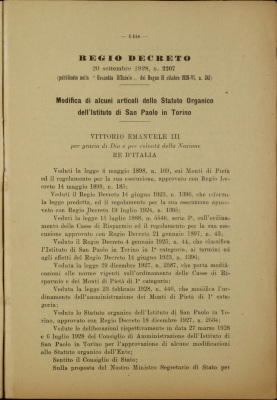 REGIO DECRETO
20 settembre 1928, n. 2207
(pubblicato nella "Gazzetta Ufficiale" del Regno 12 ottobre 1928-VI, n. 243)
Modifica di alcuni articoli dello Statuto Organico
dell'Istituto di San Paolo in Torino
VITTORIO EMANUELE III
per grazia di Dio e per volontà della Nazione
RE D'ITALIA
Veduta la legge 4 maggio 1898, n. 169, sui Monti di Pietà
ed il regolamento per la sua esecuzione, approvato con Regio Decreto
14 maggio 1899, n. 185;
Veduti il Regio Decreto 14 giugno 1923, n. 1396, che riforma
la legge predetta, ed il regolamento per la sua esecuzione approvato
con Regio Decreto 19 luglio 1924, n. 1306;
Veduta la legge 15 luglio 1888, n. 5546, serie 3ª, sull'ordinamento
delle Casse di Risparmio ed il regolamento per la sua esecuzione
approvato con Regio Decreto 21 gennaio 1897, n. 43;
Veduto il Regio Decreto 4 gennaio 1925, n. 44, che classifica
l'Istituto di San Paolo in Torino in 1ª categoria, ai termini ed
agli effetti del Regio Decreto 14 giugno 1923, n. 1396;
Veduta la legge 29 dicembre 1927, n. 2587, che porta modificazioni
alle norme vigenti sull'ordinamento delle Casse di Risparmio
e dei Monti di Pietà di 1ª categoria;
Veduta la legge 23 febbraio 1928, n. 446, che modifica l'ordinamento
dell'amministrazione dei Monti di Pietà di 1ª categoria;
Veduto lo Statuto organico dell'Istituto di San Paolo in Torino,
approvato con Regio Decreto 18 dicembre 1927, n. 2654;
Vedute le deliberazioni rispettivamente in data 27 marzo 1928
e 6 luglio 1928 del Consiglio di Amministrazione dell'Istituto di
San Paolo in Torino per l'approvazione di alcune modificazioni
allo Statuto organico dell'Ente;
Sentito il Consiglio di Stato;
Sulla proposta del Nostro Ministro Segretario di Stato per